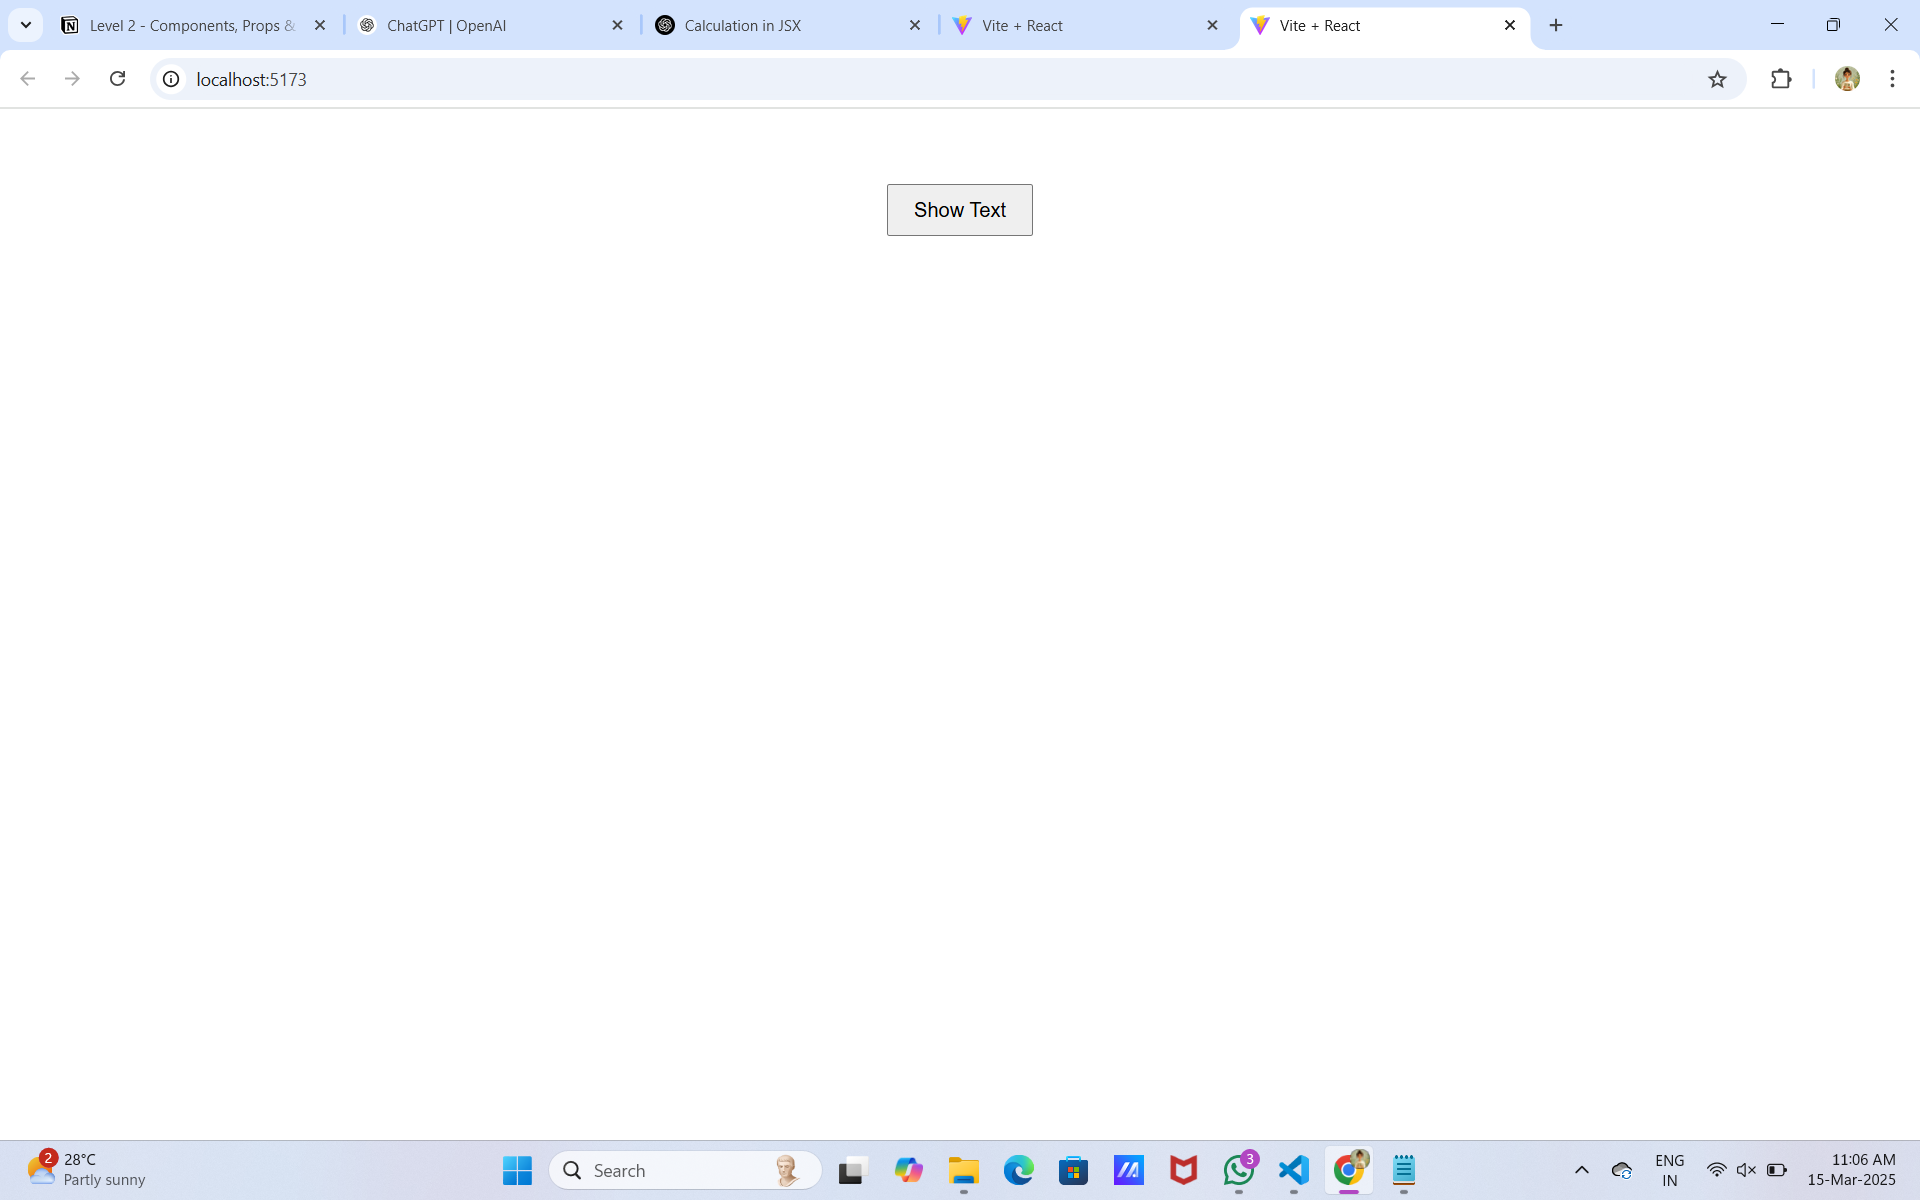 Level 2 - Components, Props &
ChatGPT | OpenAI
Calculation in JSX
Vite + React
Vite + React
localhost:5173
Show Text
2
28°C
Partly sunny
Search
3
ENG
IN
11:06 AM
15-Mar-2025